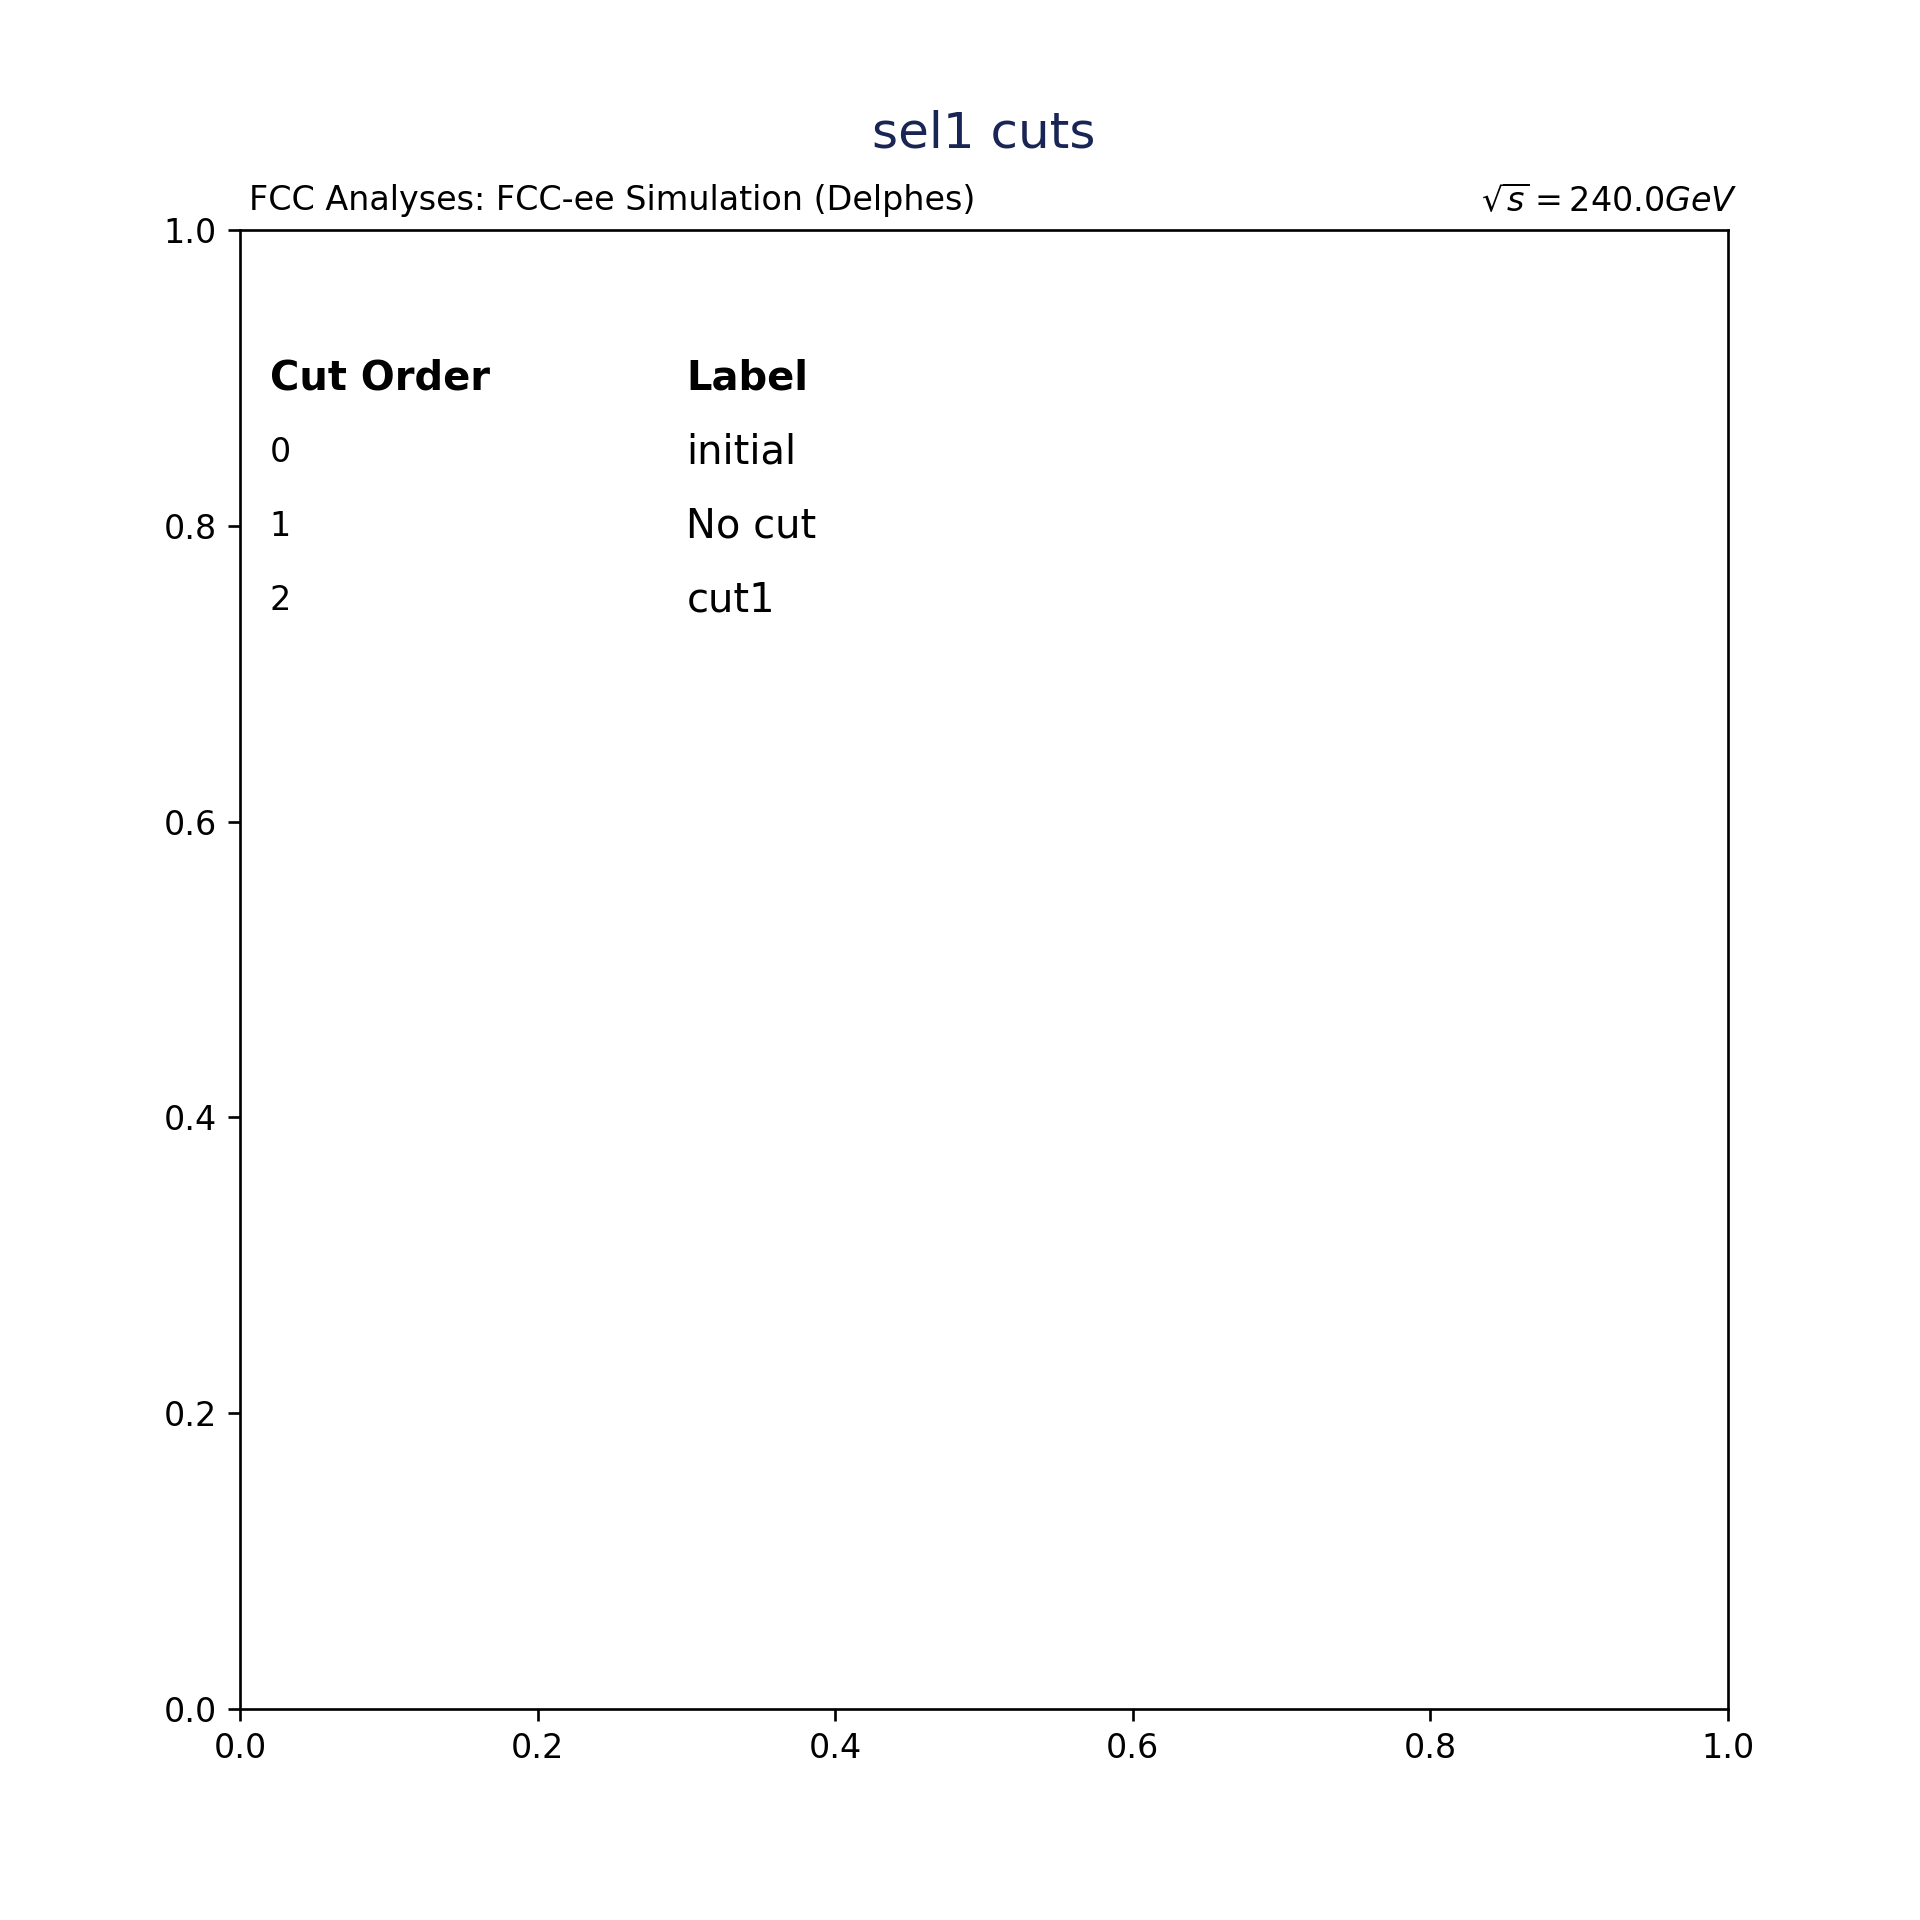 sel1 cuts
FCC Analyses: FCC-ee Simulation (Delphes)
√s = 240.0GeV
1.0
Cut Order Label
0 initial
0.8
1 No cut
2 cut1
0.6
0.4
0.2
0.0
0.0 0.2 0.4 0.6 0.8 1.0